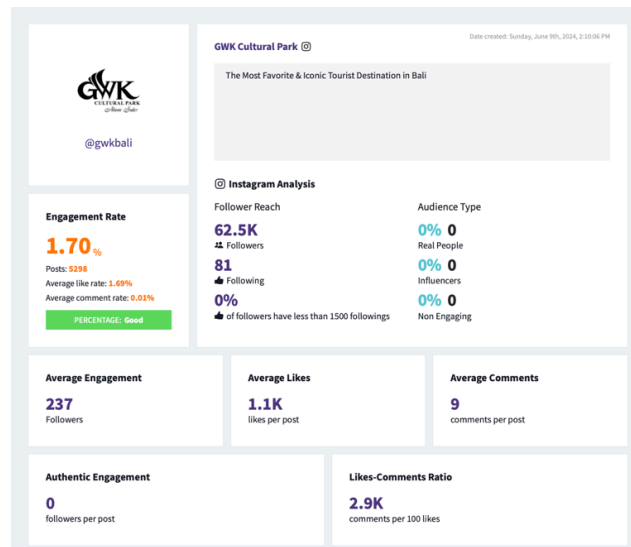 GWK
CULTURAL PARK
@gwkbali
Date created: Sunday, June 9th, 2024, 2:10:06 PM
GWK Cultural Park
The Most Favorite & Iconic Tourist Destination in Bali
Instagram Analysis
Follower Reach
62.5K
Followers
81
Following
0%
of followers have less than 1500 followings
Audience Type
0% 0
Real People
0% 0
Influencers
0% 0
Non Engaging
Engagement Rate
1.70 %
Posts: 5298
Average like rate: 1.69%
Average comment rate: 0.01%
PERCENTAGE: Good
Average Engagement
237
Followers
Average Likes
1.1K
likes per post
Average Comments
9
comments per post
Authentic Engagement
0
followers per post
Likes-Comments Ratio
2.9K
comments per 100 likes